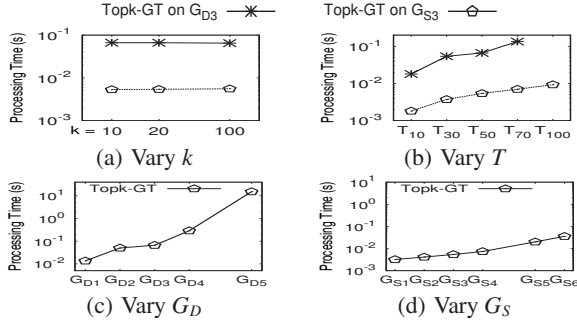 Topk-GT on G_D3 Topk-GT on G_S3
Processing Time (s)
10^-1
10^-2
10^-3
k = 10 20 100
(a) Vary k
Processing Time (s)
10^-1
10^-2
10^-3
T_10 T_30 T_50 T_70 T_100
(b) Vary T
Processing Time (s)
Topk-GT
10^1
10^0
10^-1
10^-2
G_D1 G_D2 G_D3 G_D4 G_D5
(c) Vary G_D
Processing Time (s)
Topk-GT
10^1
10^0
10^-1
10^-2
10^-3
G_S1 G_S2 G_S3 G_S4 G_S5 G_S6
(d) Vary G_S